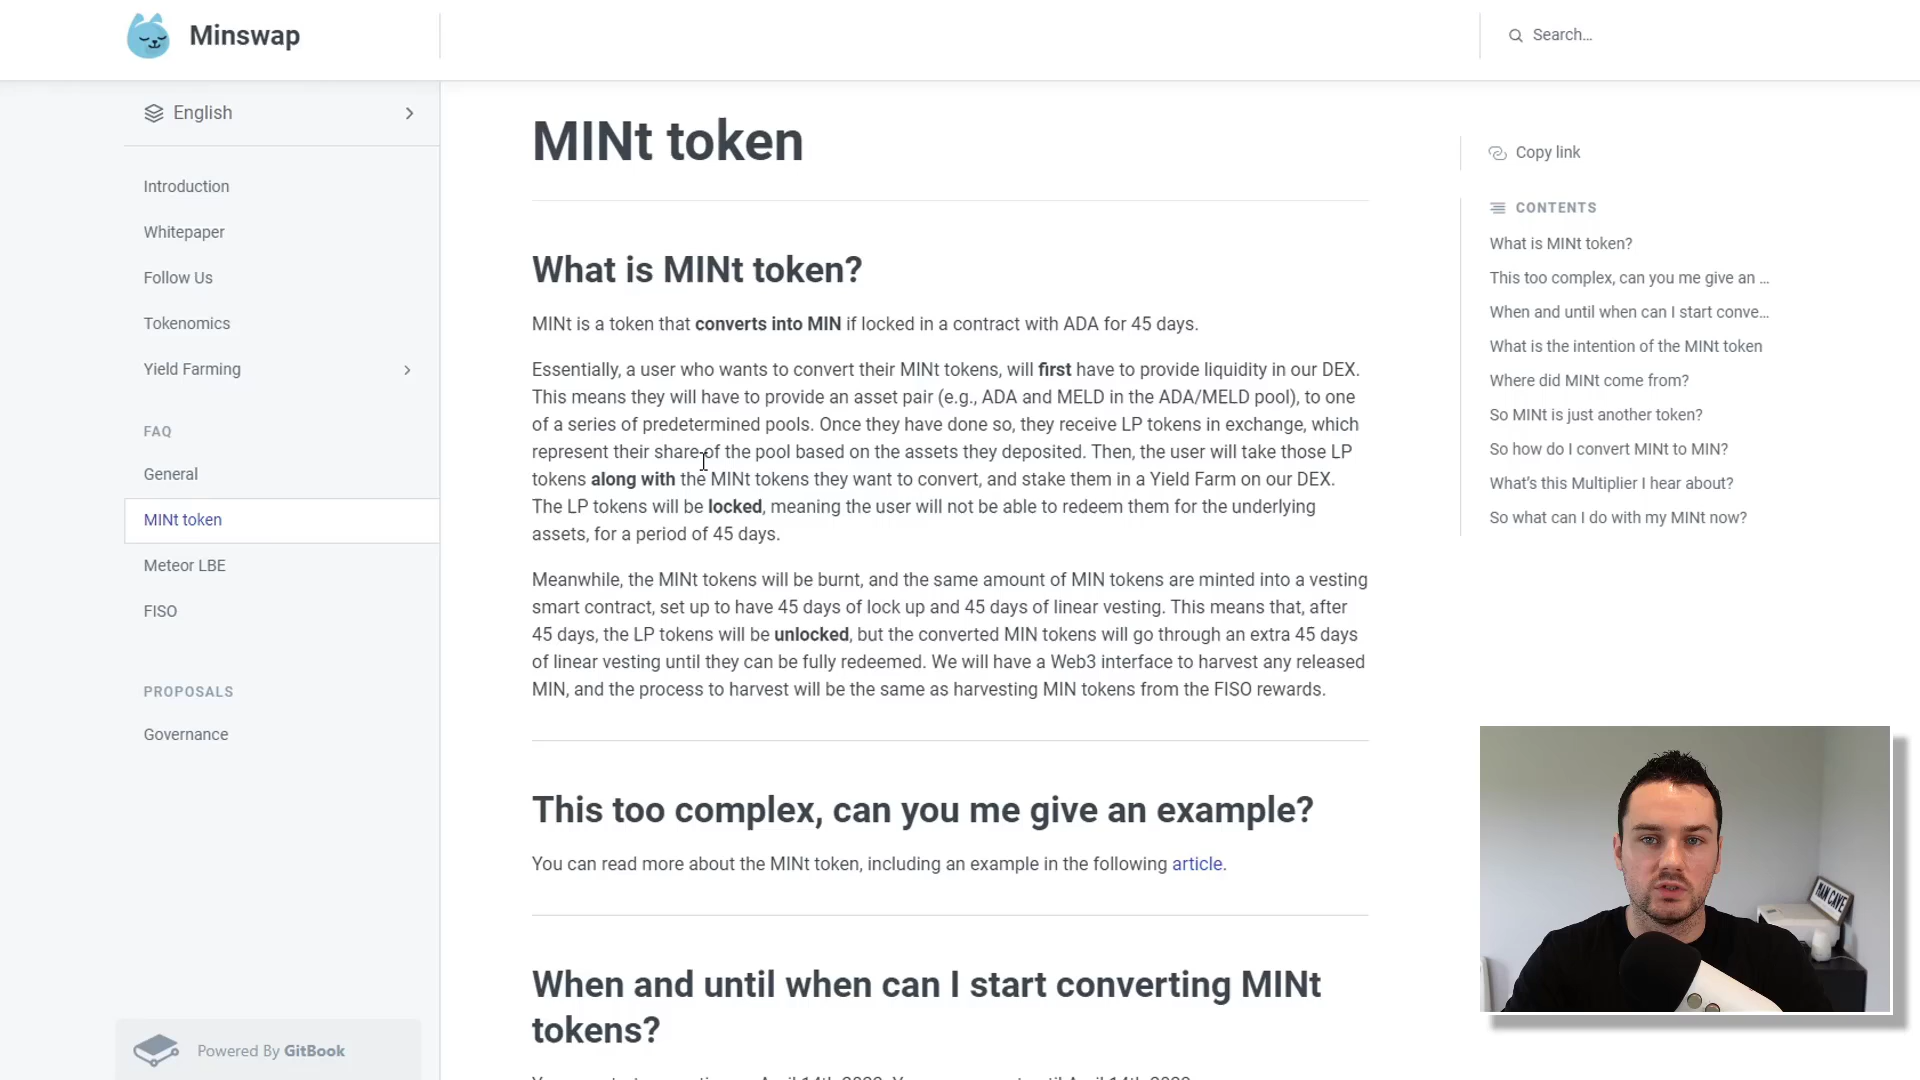 Minswap
Search...
English
Introduction
Whitepaper
Follow Us
Tokenomics
Yield Farming
FAQ
General
MINt token
Meteor LBE
FISO
PROPOSALS
Governance
Powered By GitBook
MINt token
What is MINt token?
MINt is a token that converts into MIN if locked in a contract with ADA for 45 days.
Essentially, a user who wants to convert their MINt tokens, will first have to provide liquidity in our DEX.
This means they will have to provide an asset pair (e.g., ADA and MELD in the ADA/MELD pool), to one
of a series of predetermined pools. Once they have done so, they receive LP tokens in exchange, which
represent their share of the pool based on the assets they deposited. Then, the user will take those LP
tokens along with the MINt tokens they want to convert, and stake them in a Yield Farm on our DEX.
The LP tokens will be locked, meaning the user will not be able to redeem them for the underlying
assets, for a period of 45 days.
Meanwhile, the MINt tokens will be burnt, and the same amount of MIN tokens are minted into a vesting
smart contract, set up to have 45 days of lock up and 45 days of linear vesting. This means that, after
45 days, the LP tokens will be unlocked, but the converted MIN tokens will go through an extra 45 days
of linear vesting until they can be fully redeemed. We will have a Web3 interface to harvest any released
MIN, and the process to harvest will be the same as harvesting MIN tokens from the FISO rewards.
This too complex, can you me give an example?
You can read more about the MINt token, including an example in the following article.
When and until when can I start converting MINt
tokens?
Copy link
CONTENTS
What is MINt token?
This too complex, can you me give an ...
When and until when can I start conve...
What is the intention of the MINt token
Where did MINt come from?
So MINt is just another token?
So how do I convert MINt to MIN?
What's this Multiplier I hear about?
So what can I do with my MINt now?
MAN CAVE